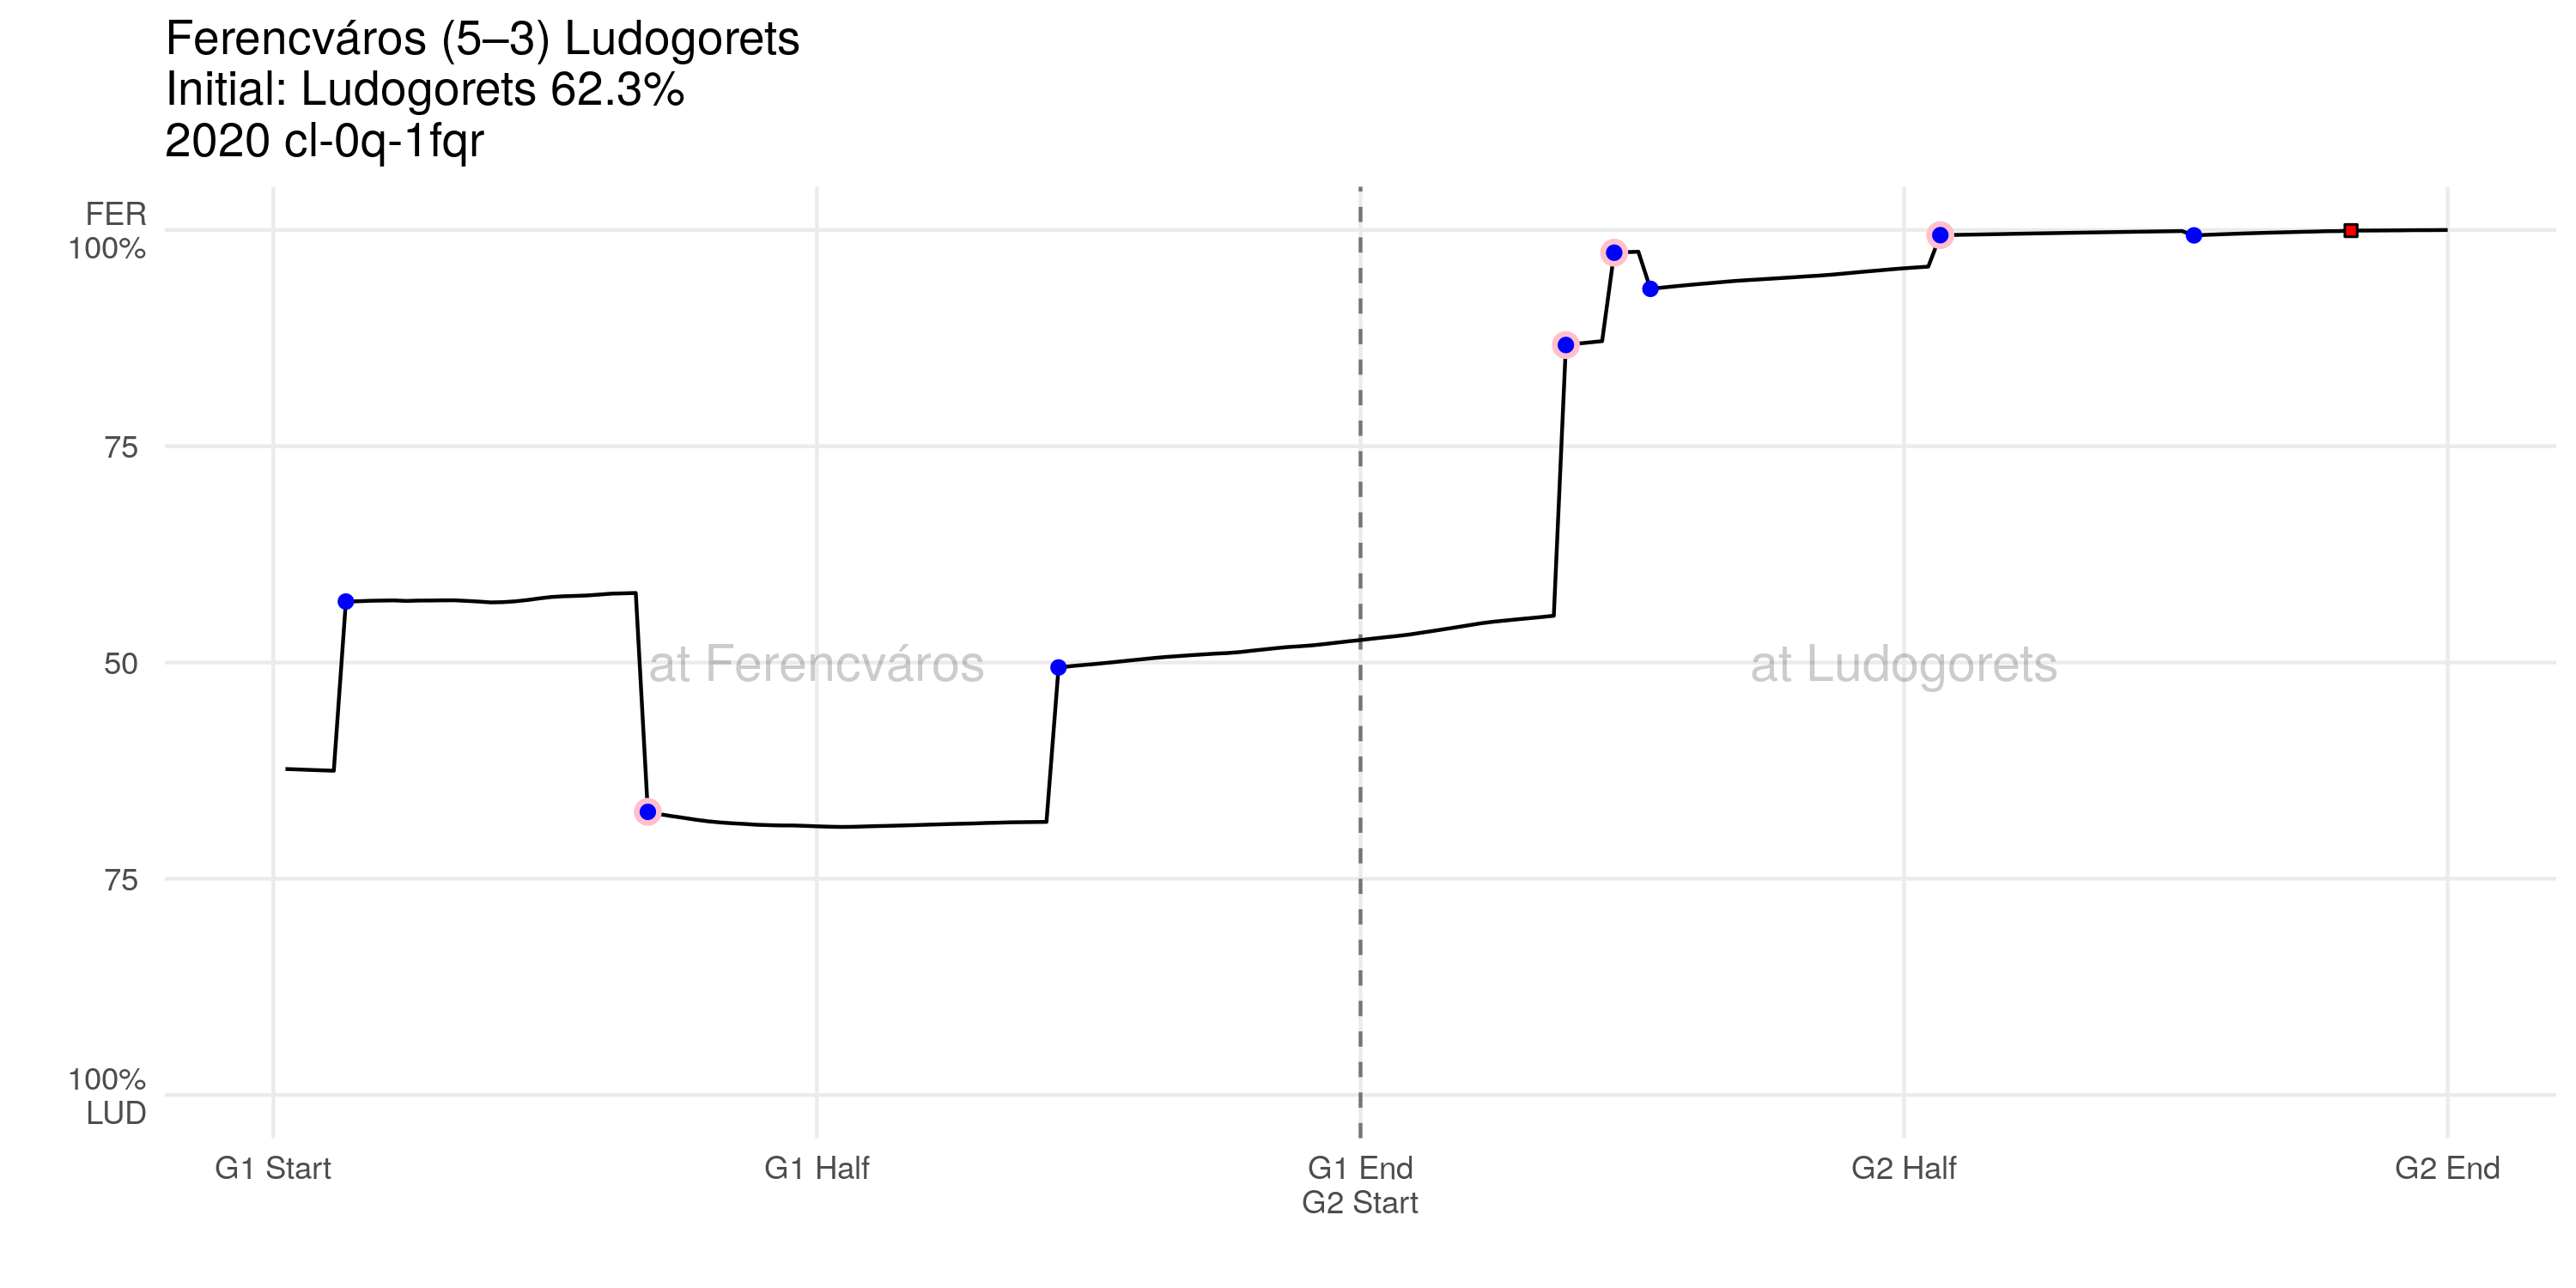 Ferencváros (5–3) Ludogorets
Initial: Ludogorets 62.3%
2020 cl-0q-1fqr
FER
100%
75
50
75
100%
LUD
at Ferencváros
at Ludogorets
G1 Start
G1 Half
G1 End
G2 Start
G2 Half
G2 End